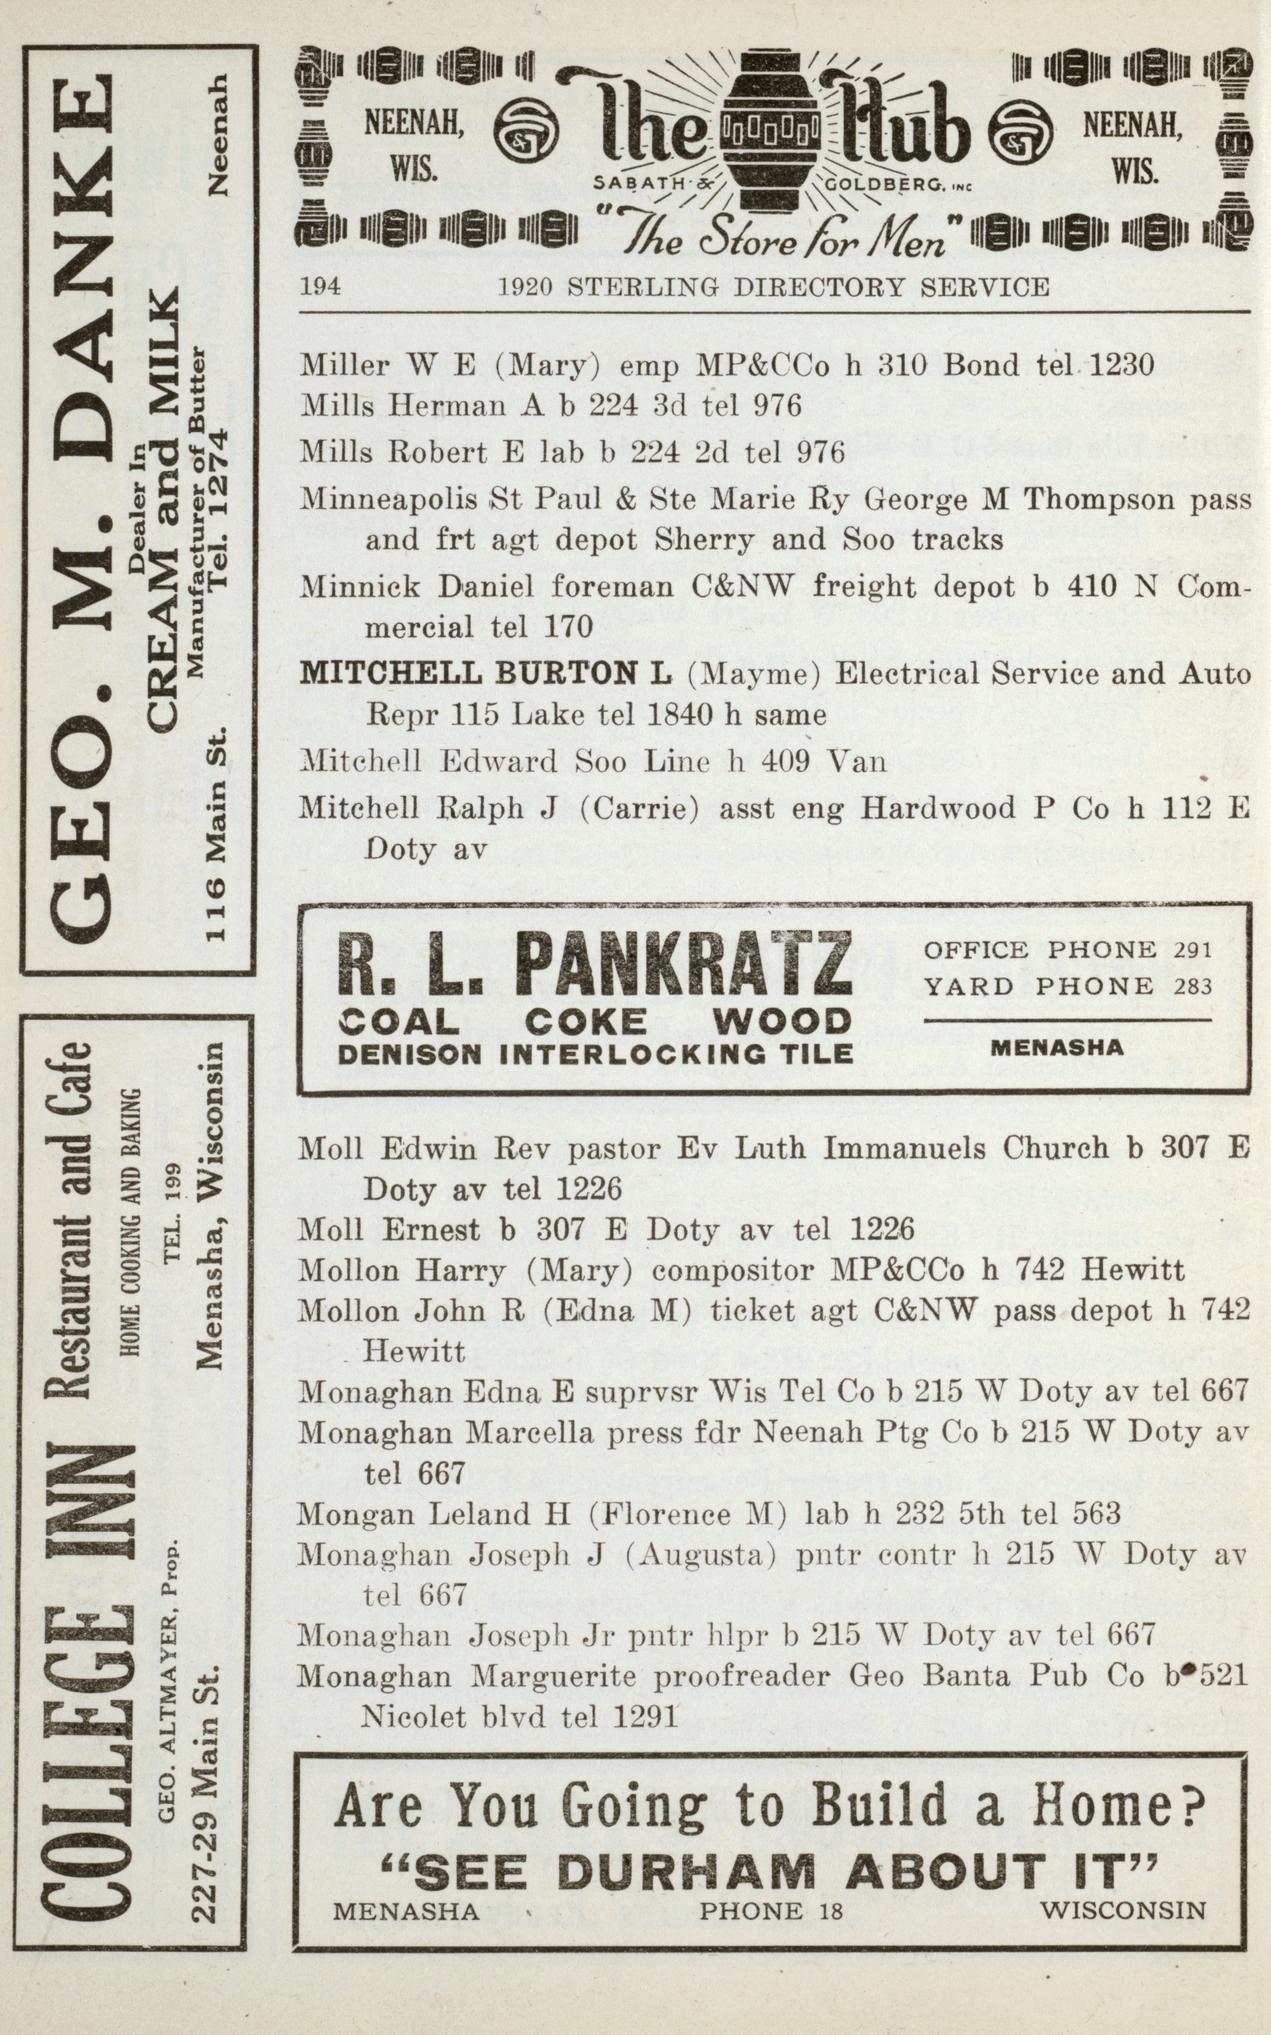 NEENAH,
WIS.
S&G
The Hub
SABATH & GOLDBERG. INC
"The Store for Men"
S&G
NEENAH,
WIS.
194 1920 STERLING DIRECTORY SERVICE
Miller W E (Mary) emp MP&CCo h 310 Bond tel 1230
Mills Herman A b 224 3d tel 976
Mills Robert E lab b 224 2d tel 976
Minneapolis St Paul & Ste Marie Ry George M Thompson pass
and frt agt depot Sherry and Soo tracks
Minnick Daniel foreman C&NW freight depot b 410 N Com-
mercial tel 170
MITCHELL BURTON L (Mayme) Electrical Service and Auto
Repr 115 Lake tel 1840 h same
Mitchell Edward Soo Line h 409 Van
Mitchell Ralph J (Carrie) asst eng Hardwood P Co h 112 E
Doty av
R. L. PANKRATZ
COAL COKE WOOD
DENISON INTERLOCKING TILE
OFFICE PHONE 291
YARD PHONE 283
MENASHA
Moll Edwin Rev pastor Ev Luth Immanuels Church b 307 E
Doty av tel 1226
Moll Ernest b 307 E Doty av tel 1226
Mollon Harry (Mary) compositor MP&CCo h 742 Hewitt
Mollon John R (Edna M) ticket agt C&NW pass depot h 742
Hewitt
Monaghan Edna E suprvsr Wis Tel Co b 215 W Doty av tel 667
Monaghan Marcella press fdr Neenah Ptg Co b 215 W Doty av
tel 667
Mongan Leland H (Florence M) lab h 232 5th tel 563
Monaghan Joseph J (Augusta) pntr contr h 215 W Doty av
tel 667
Monaghan Joseph Jr pntr hlpr b 215 W Doty av tel 667
Monaghan Marguerite proofreader Geo Banta Pub Co b 521
Nicolet blvd tel 1291
Are You Going to Build a Home?
"SEE DURHAM ABOUT IT"
MENASHA PHONE 18 WISCONSIN
GEO. M. DANKE
Dealer In
CREAM and MILK
Manufacturer of Butter
Tel. 1274
116 Main St. Neenah
COLLEGE INN Restaurant and Cafe
HOME COOKING AND BAKING
GEO. ALTMAYER, Prop. TEL. 199
227-29 Main St. Menasha, Wisconsin